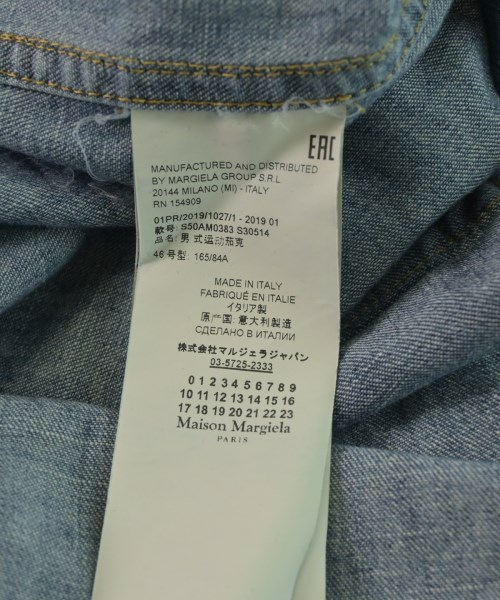 EAC
MANUFACTURED AND DISTRIBUTED
BY MARGIELA GROUP S.R.L
20144 MILANO (MI) - ITALY
RN 154909
01PR/2019/1027/1 - 2019 01
款号: S50AM0383 S30514
品名: 男 式运动茄克
46 号型: 165/84A
MADE IN ITALY
FABRIQUÉ EN ITALIE
イタリア製
原产国: 意大利製造
СДЕЛАНО В ИТАЛИИ
株式会社マルジェラジャパン
03-5725-2333
0 1 2 3 4 5 6 7 8 9
10 11 12 13 14 15 16
17 18 19 20 21 22 23
Maison Margiela
PARIS